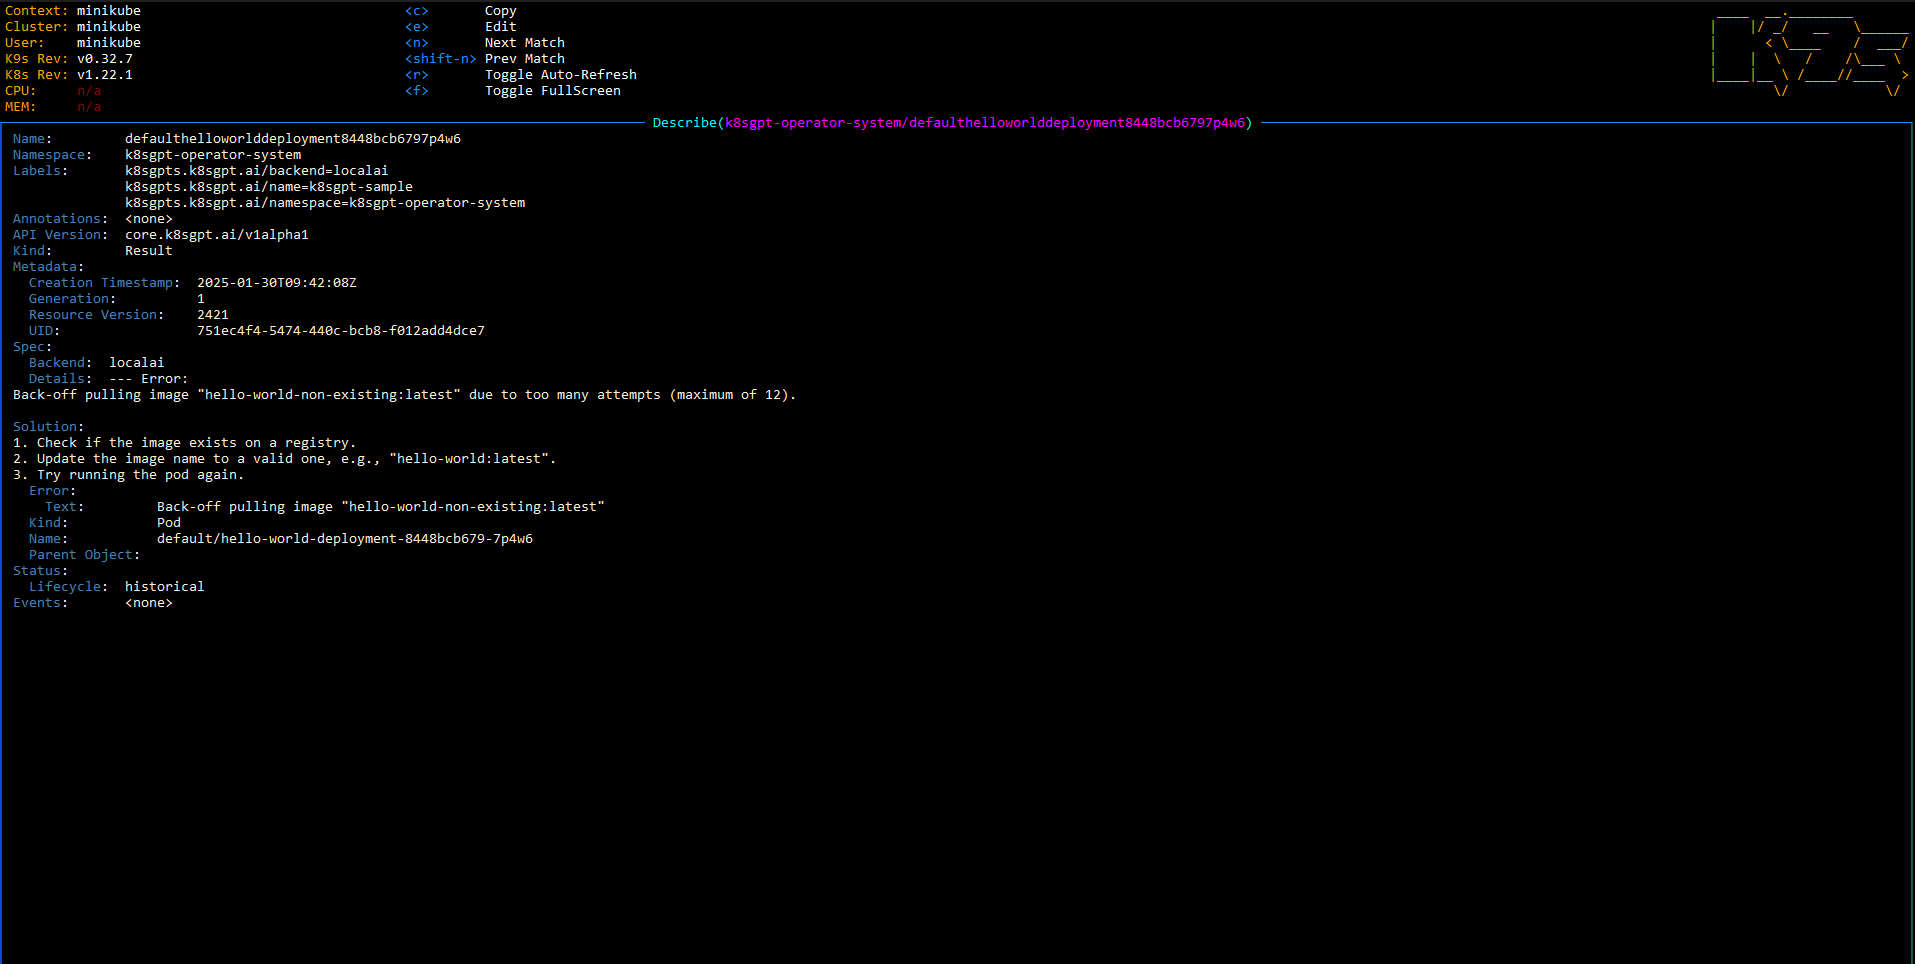 Context: minikube <c> Copy
Cluster: minikube <e> Edit
User: minikube <n> Next Match
K9s Rev: v0.32.7 <shift-n> Prev Match
K8s Rev: v1.22.1 <r> Toggle Auto-Refresh
CPU: n/a <f> Toggle FullScreen
MEM: n/a
Describe(k8sgpt-operator-system/defaulthelloworlddeployment8448bcb6797p4w6)
Name: defaulthelloworlddeployment8448bcb6797p4w6
Namespace: k8sgpt-operator-system
Labels: k8sgpts.k8sgpt.ai/backend=localai
k8sgpts.k8sgpt.ai/name=k8sgpt-sample
k8sgpts.k8sgpt.ai/namespace=k8sgpt-operator-system
Annotations: <none>
API Version: core.k8sgpt.ai/v1alpha1
Kind: Result
Metadata:
Creation Timestamp: 2025-01-30T09:42:08Z
Generation: 1
Resource Version: 2421
UID: 751ec4f4-5474-440c-bcb8-f012add4dce7
Spec:
Backend: localai
Details: --- Error:
Back-off pulling image "hello-world-non-existing:latest" due to too many attempts (maximum of 12).
Solution:
1. Check if the image exists on a registry.
2. Update the image name to a valid one, e.g., "hello-world:latest".
3. Try running the pod again.
Error:
Text: Back-off pulling image "hello-world-non-existing:latest"
Kind: Pod
Name: default/hello-world-deployment-8448bcb679-7p4w6
Parent Object:
Status:
Lifecycle: historical
Events: <none>